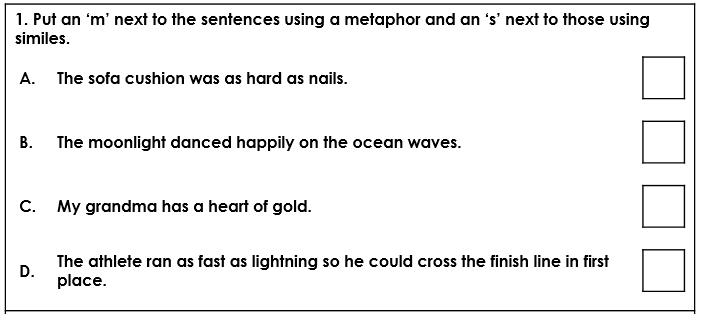 1. Put an ‘m’ next to the sentences using a metaphor and an ‘s’ next to those using
similes.
A. The sofa cushion was as hard as nails.
B. The moonlight danced happily on the ocean waves.
C. My grandma has a heart of gold.
D. The athlete ran as fast as lightning so he could cross the finish line in first
place.